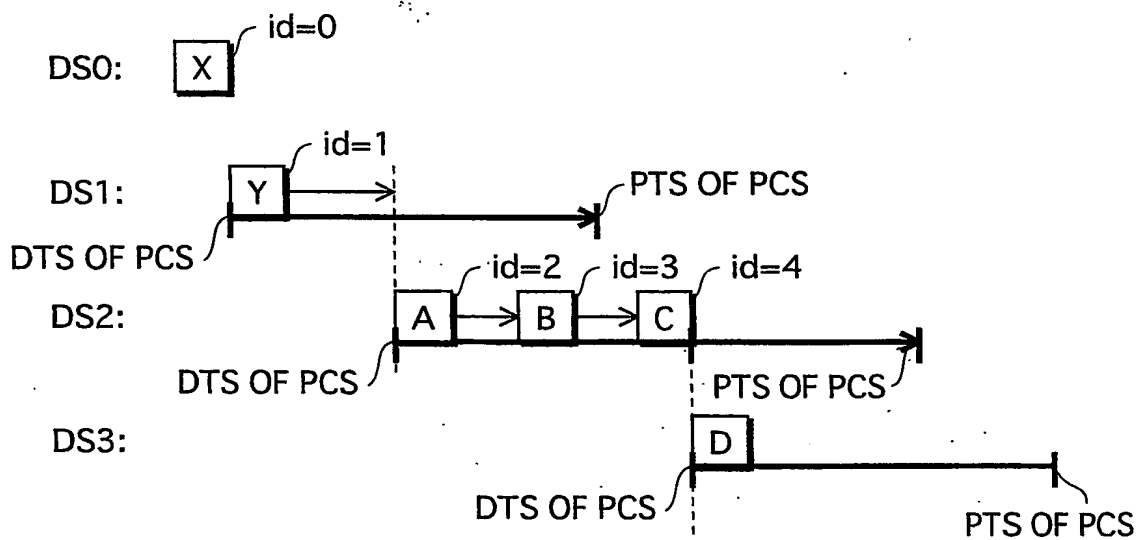 id=0
DS0: X
id=1
DS1: Y
PTS OF PCS
DTS OF PCS
id=2 id=3 id=4
DS2: A B C
DTS OF PCS PTS OF PCS
DS3: D
DTS OF PCS
PTS OF PCS